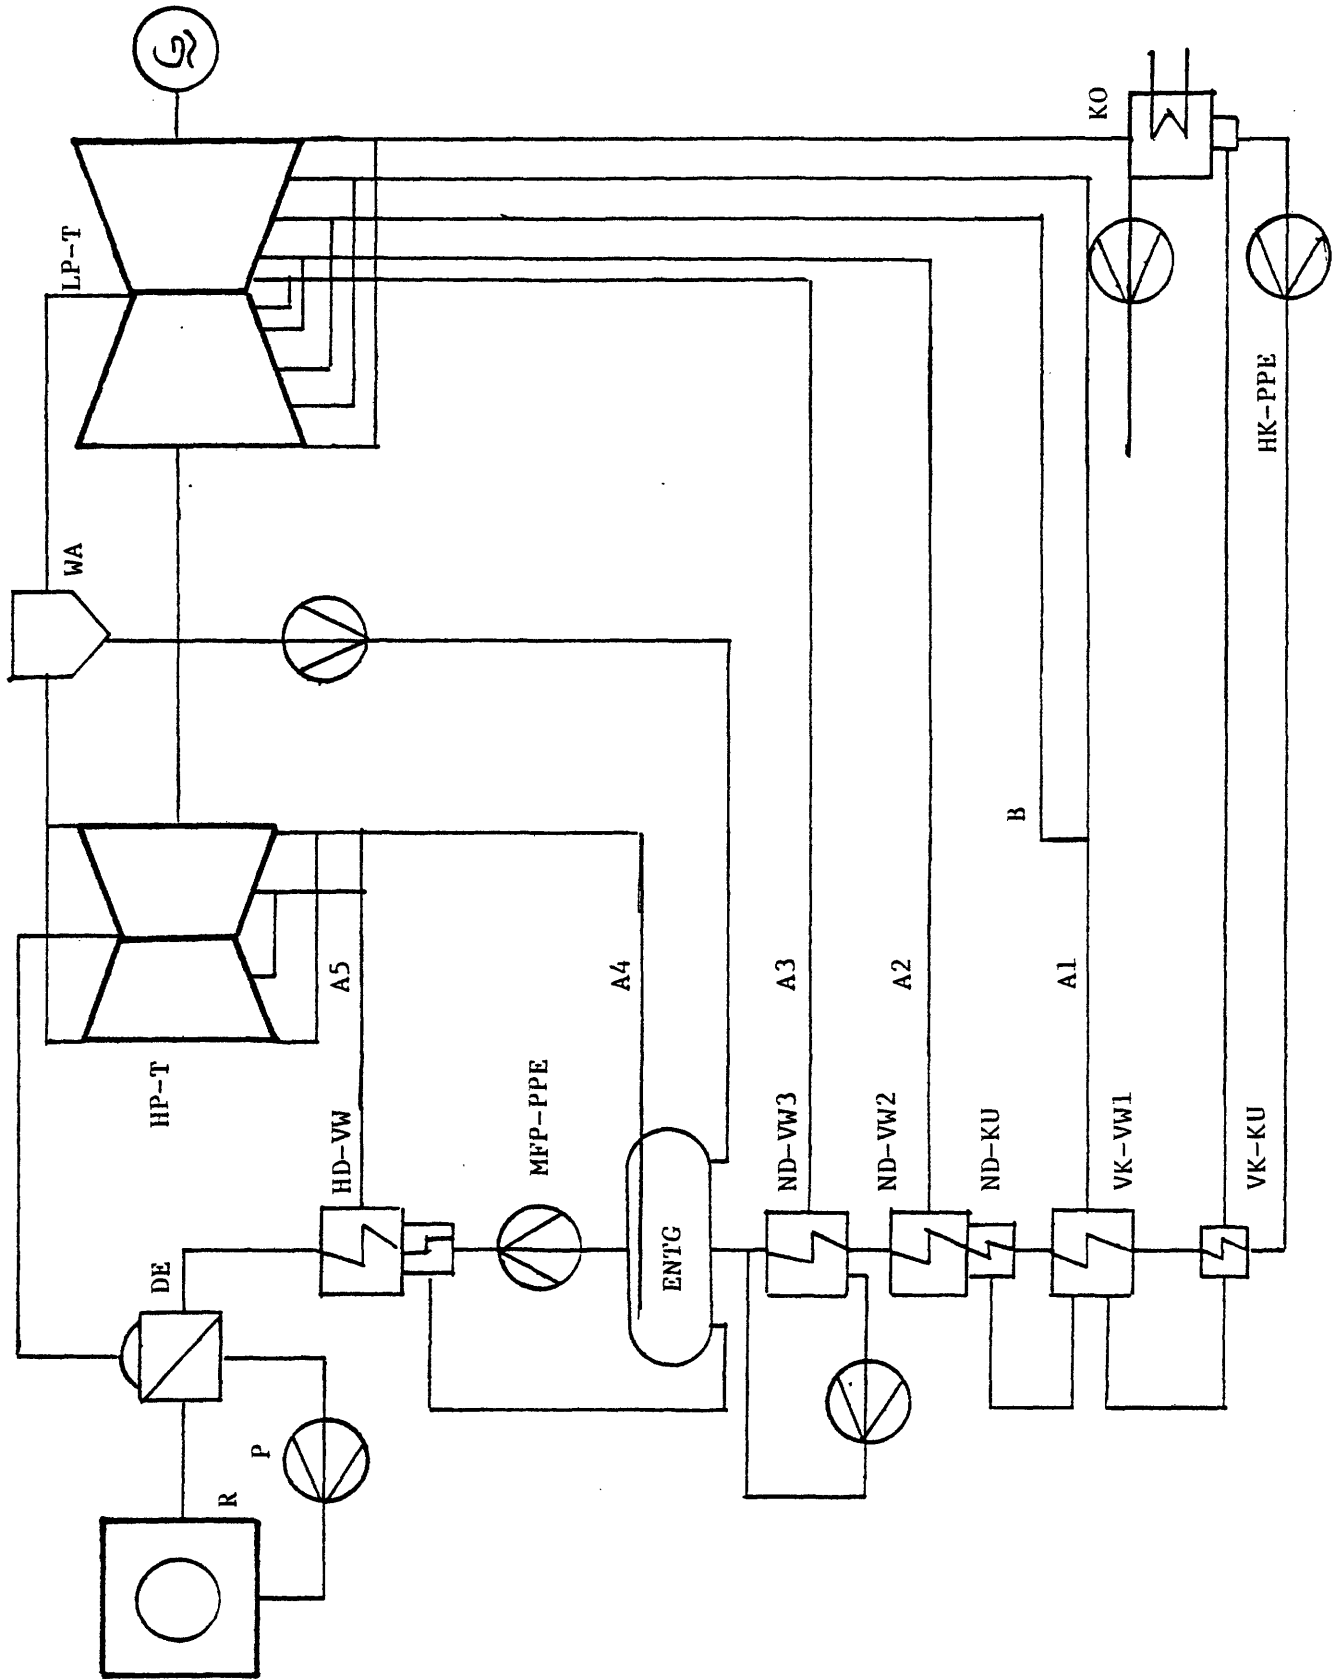 G
LP-T
KO
WA
HK-PPE
B
HP-T
A5
A4
A3
A2
A1
DE
HD-VW
MFP-PPE
ENTG
ND-VW3
ND-VW2
ND-KU
VK-VW1
VK-KU
R
P